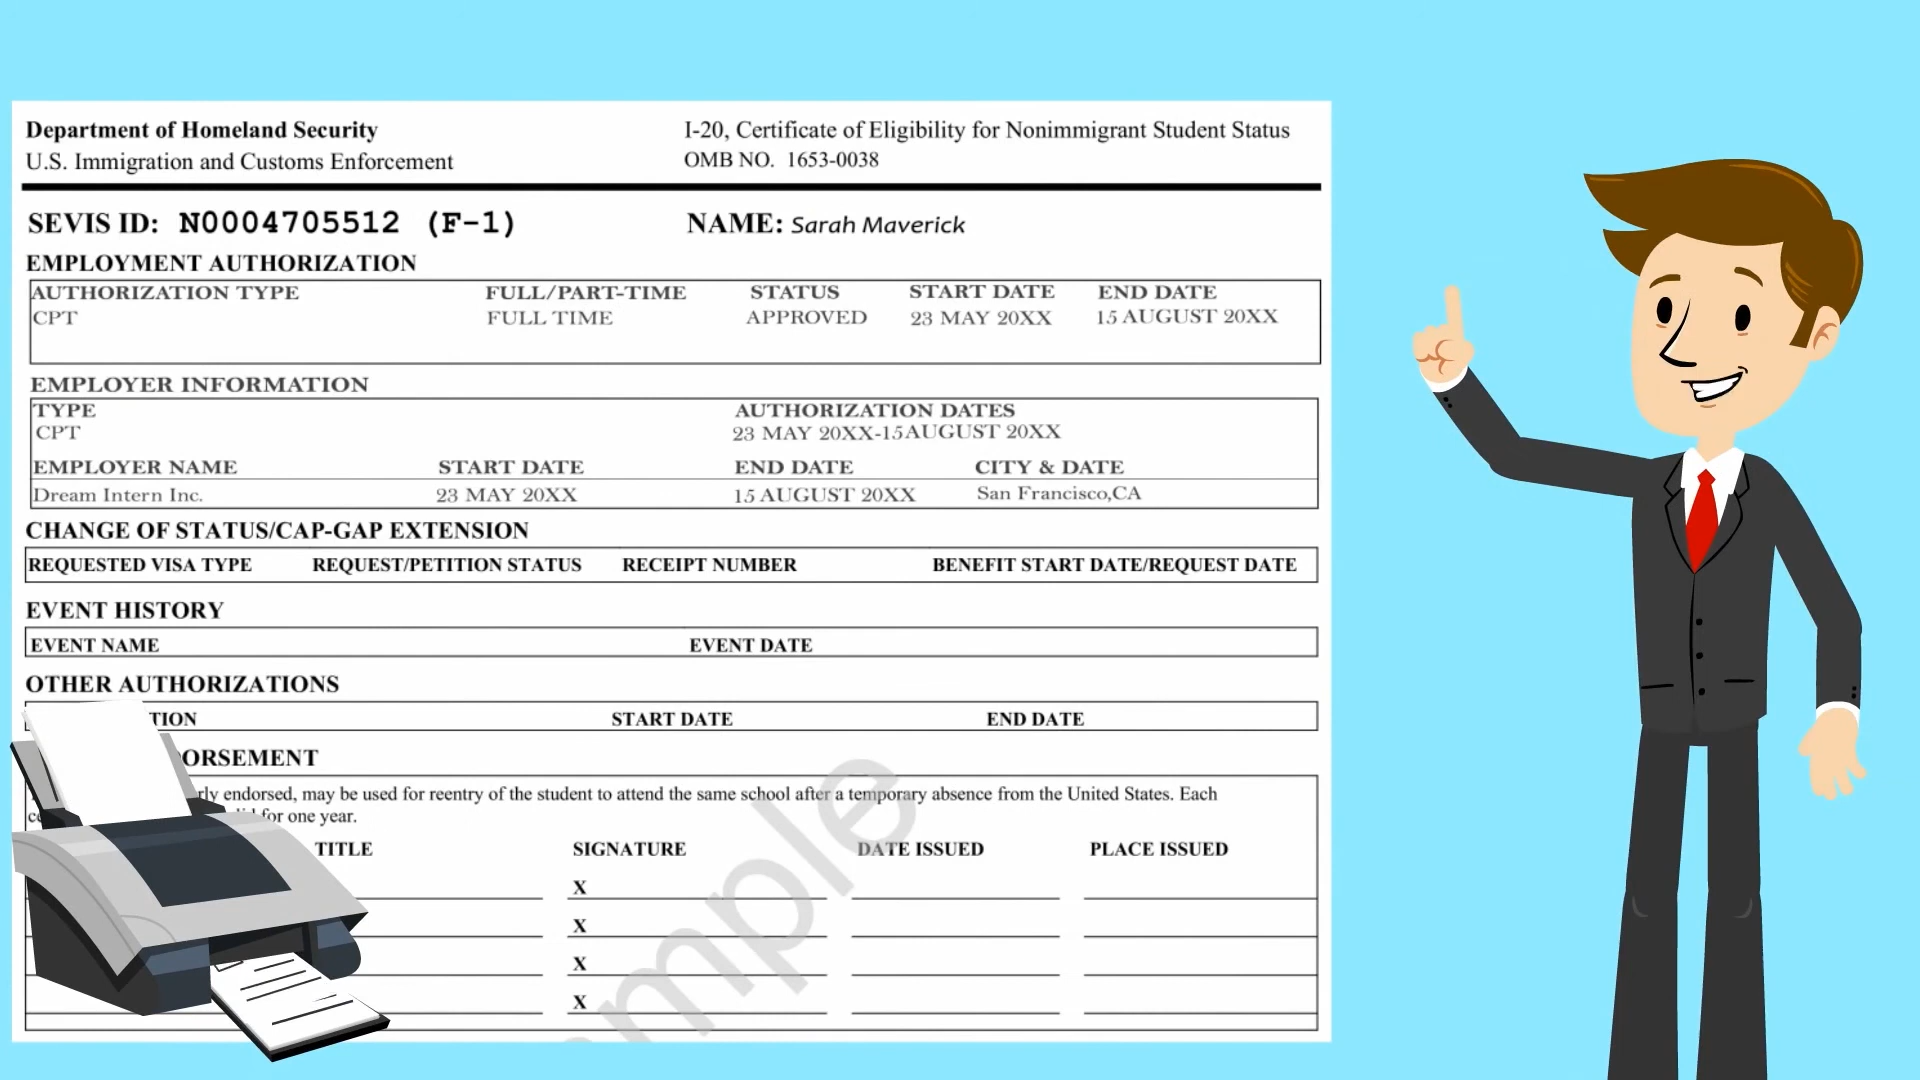 Department of Homeland Security
U.S. Immigration and Customs Enforcement
I-20, Certificate of Eligibility for Nonimmigrant Student Status
OMB NO. 1653-0038
SEVIS ID: N0004705512 (F-1)
NAME: Sarah Maverick
EMPLOYMENT AUTHORIZATION
AUTHORIZATION TYPE FULL/PART-TIME STATUS START DATE END DATE
CPT FULL TIME APPROVED 23 MAY 20XX 15 AUGUST 20XX
EMPLOYER INFORMATION
TYPE AUTHORIZATION DATES
CPT 23 MAY 20XX-15 AUGUST 20XX
EMPLOYER NAME START DATE END DATE CITY & DATE
Dream Intern Inc. 23 MAY 20XX 15 AUGUST 20XX San Francisco,CA
CHANGE OF STATUS/CAP-GAP EXTENSION
REQUESTED VISA TYPE REQUEST/PETITION STATUS RECEIPT NUMBER BENEFIT START DATE/REQUEST DATE
EVENT HISTORY
EVENT NAME EVENT DATE
OTHER AUTHORIZATIONS
TION START DATE END DATE
ORSEMENT
rly endorsed, may be used for reentry of the student to attend the same school after a temporary absence from the United States. Each
for one year.
TITLE SIGNATURE DATE ISSUED PLACE ISSUED
X
X
X
X
mple